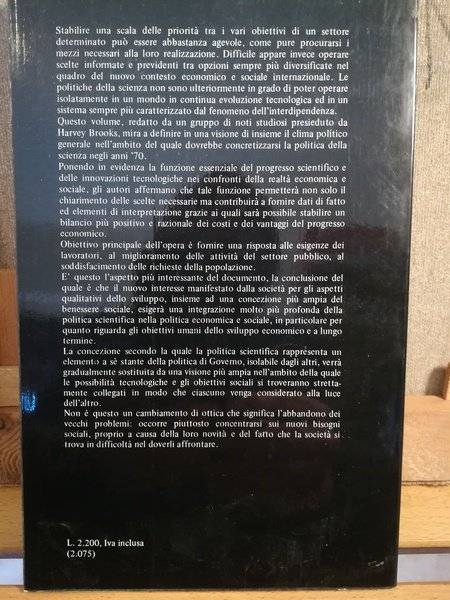 Stabilire una scala delle priorità tra i vari obiettivi di un settore
determinato può essere abbastanza agevole, come pure procurarsi i
mezzi necessari alla loro realizzazione. Difficile appare invece operare
scelte informate e previdenti tra opzioni sempre più diversificate nel
quadro del nuovo contesto economico e sociale internazionale. Le
politiche della scienza non sono ulteriormente in grado di poter operare
isolatamente in un mondo in continua evoluzione tecnologica ed in un
sistema sempre più caratterizzato dal fenomeno dell'interdipendenza.
Questo volume, redatto da un gruppo di noti studiosi presieduto da
Harvey Brooks, mira a definire in una visione di insieme il clima politico
generale nell'ambito del quale dovrebbe concretizzarsi la politica della
scienza negli anni '70.
Ponendo in evidenza la funzione essenziale del progresso scientifico e
delle innovazioni tecnologiche nei confronti della realtà economica e
sociale, gli autori affermano che tale funzione permetterà non solo il
chiarimento delle scelte necessarie ma contribuirà a fornire dati di fatto
ed elementi di interpretazione grazie ai quali sarà possibile stabilire un
bilancio più positivo e razionale dei costi e dei vantaggi del progresso
economico.
Obiettivo principale dell'opera è fornire una risposta alle esigenze dei
lavoratori, al miglioramento delle attività del settore pubblico, al
soddisfacimento delle richieste della popolazione.
E' questo l'aspetto più interessante del documento, la conclusione del
quale è che il nuovo interesse manifestato dalla società per gli aspetti
qualitativi dello sviluppo, insieme ad una concezione più ampia del
benessere sociale, esigerà una integrazione molto più profonda della
politica scientifica nella politica economica e sociale, in particolare per
quanto riguarda gli obiettivi umani dello sviluppo economico e a lungo
termine.
La concezione secondo la quale la politica scientifica rappresenta un
elemento a sè stante della politica di Governo, isolabile dagli altri, verrà
gradualmente sostituita da una visione più ampia nell'ambito della quale
le possibilità tecnologiche e gli obiettivi sociali si troveranno stretta-
mente collegati in modo che ciascuno venga considerato alla luce
dell'altro.
Non è questo un cambiamento di ottica che significa l'abbandono dei
vecchi problemi: occorre piuttosto concentrarsi sui nuovi bisogni
sociali, proprio a causa della loro novità e del fatto che la società si
trova in difficoltà nel doverli affrontare.
L. 2.200, Iva inclusa
(2.075)